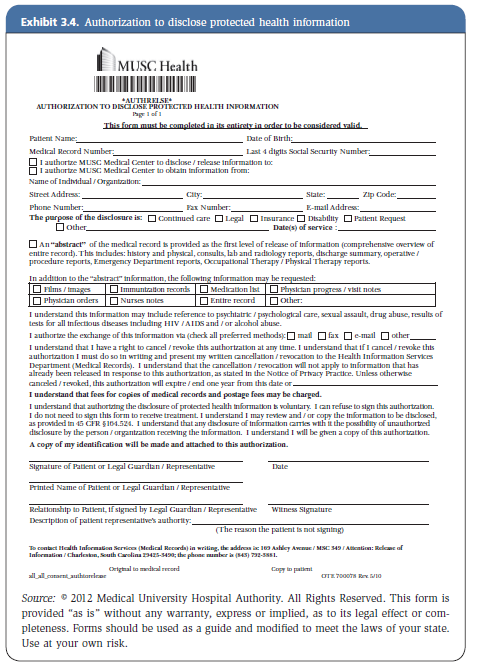 Exhibit 3.4. Authorization to disclose protected health information
MUSC Health
*AUTHRELSE*
AUTHORIZATION TO DISCLOSE PROTECTED HEALTH INFORMATION
Page 1 of 1
This form must be completed in its entirety in order to be considered valid.
Patient Name: Date of Birth:
Medical Record Number: Last 4 digits Social Security Number:
I authorize MUSC Medical Center to disclose / release information to:
I authorize MUSC Medical Center to obtain information from:
Name of Individual / Organization:
Street Address: City: State: Zip Code:
Phone Number: Fax Number: E-mail Address:
The purpose of the disclosure is: Continued care Legal Insurance Disability Patient Request
Other Date(s) of service :
An "abstract" of the medical record is provided as the first level of release of information (comprehensive overview of
entire record). This includes: history and physical, consults, lab and radiology reports, discharge summary, operative /
procedure reports, Emergency Department reports, Occupational Therapy / Physical Therapy reports.
In addition to the "abstract" information, the following information may be requested:
Films / images Immunization records Medication list Physician progress / visit notes
Physician orders Nurses notes Entire record Other:
I understand this information may include reference to psychiatric / psychological care, sexual assault, drug abuse, results of
tests for all infectious diseases including HIV / AIDS and / or alcohol abuse.
I authorize the exchange of this information via (check all preferred methods): mail fax e-mail other
I understand that I have a right to cancel / revoke this authorization at any time. I understand that if I cancel / revoke this
authorization I must do so in writing and present my written cancellation / revocation to the Health Information Services
Department (Medical Records). I understand that the cancellation / revocation will not apply to information that has
already been released in response to this authorization, as stated in the Notice of Privacy Practice. Unless otherwise
canceled / revoked, this authorization will expire / end one year from this date or
I understand that fees for copies of medical records and postage fees may be charged.
I understand that authorizing the disclosure of protected health information is voluntary. I can refuse to sign this authorization.
I do not need to sign this form to receive treatment. I understand I may review and / or copy the information to be disclosed,
as provided in 45 CFR §164.524. I understand that any disclosure of information carries with it the possibility of unauthorized
disclosure by the person / organization receiving the information. I understand I will be given a copy of this authorization.
A copy of my identification will be made and attached to this authorization.
Signature of Patient or Legal Guardian / Representative Date
Printed Name of Patient or Legal Guardian / Representative
Relationship to Patient, if signed by Legal Guardian / Representative Witness Signature
Description of patient representative's authority:
(The reason the patient is not signing)
To contact Health Information Services (Medical Records) in writing, the address is: 169 Ashley Avenue / MSC 349 / Attention: Release of
Information / Charleston, South Carolina 29425-3490; the phone number is (843) 792-3881.
Original to medical record Copy to patient
all_all_consent_authtorelease OTE 700078 Rev. 5/10
Source: © 2012 Medical University Hospital Authority. All Rights Reserved. This form is
provided "as is" without any warranty, express or implied, as to its legal effect or com-
pleteness. Forms should be used as a guide and modified to meet the laws of your state.
Use at your own risk.